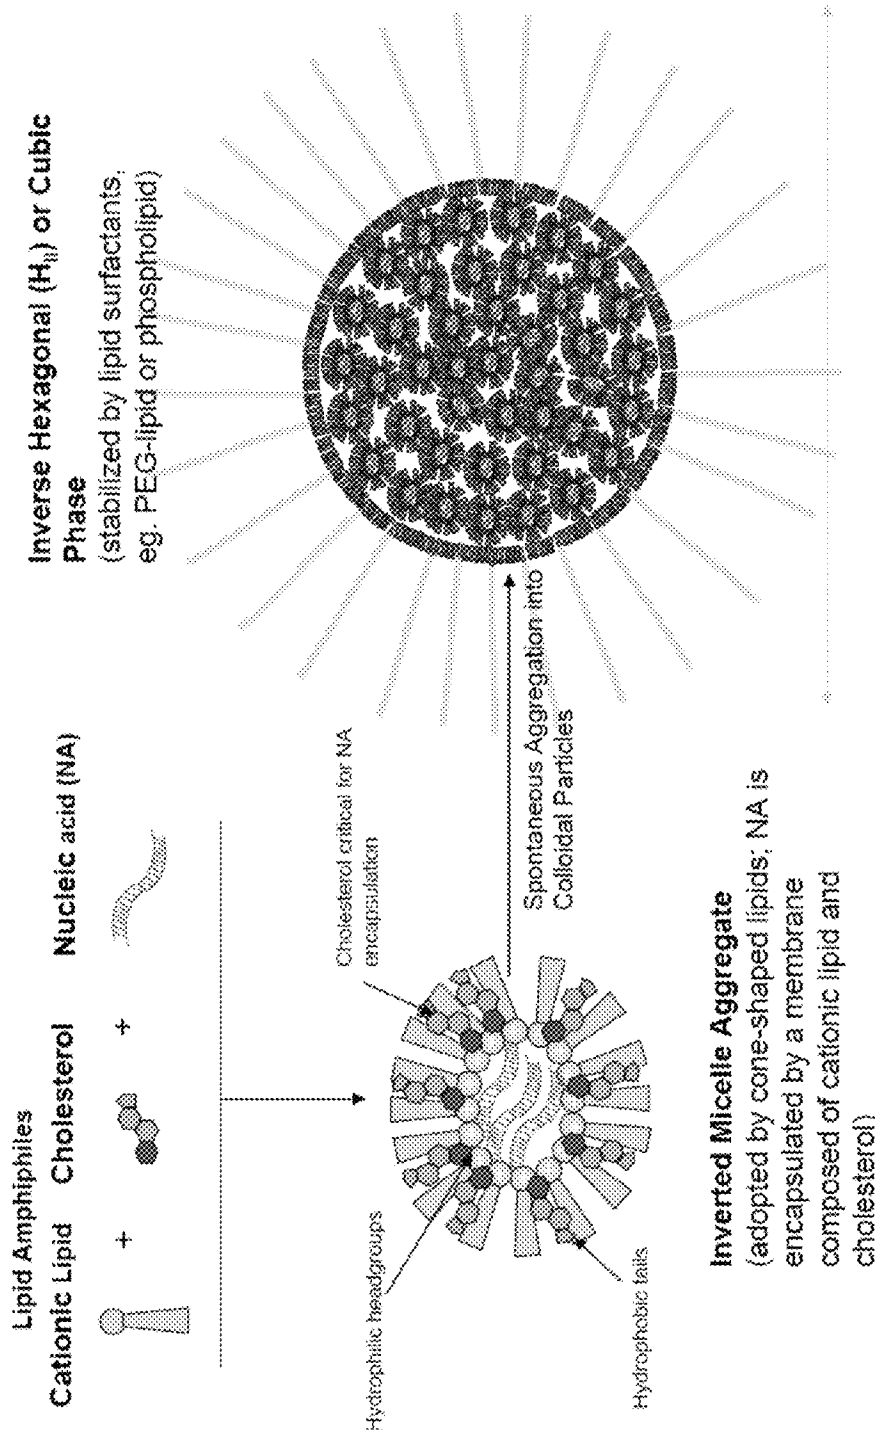 Lipid Amphiphiles
Cationic Lipid
+
Cholesterol
+
Nucleic acid (NA)
Hydrophilic headgroups
Cholesterol critical for NA
encapsulation
Hydrophobic tails
Inverted Micelle Aggregate
(adopted by cone-shaped lipids; NA is
encapsulated by a membrane
composed of cationic lipid and
cholesterol)
Spontaneous Aggregation into
Colloidal Particles
Inverse Hexagonal (HII) or Cubic
Phase
(stabilized by lipid surfactants,
eg. PEG-lipid or phospholipid)